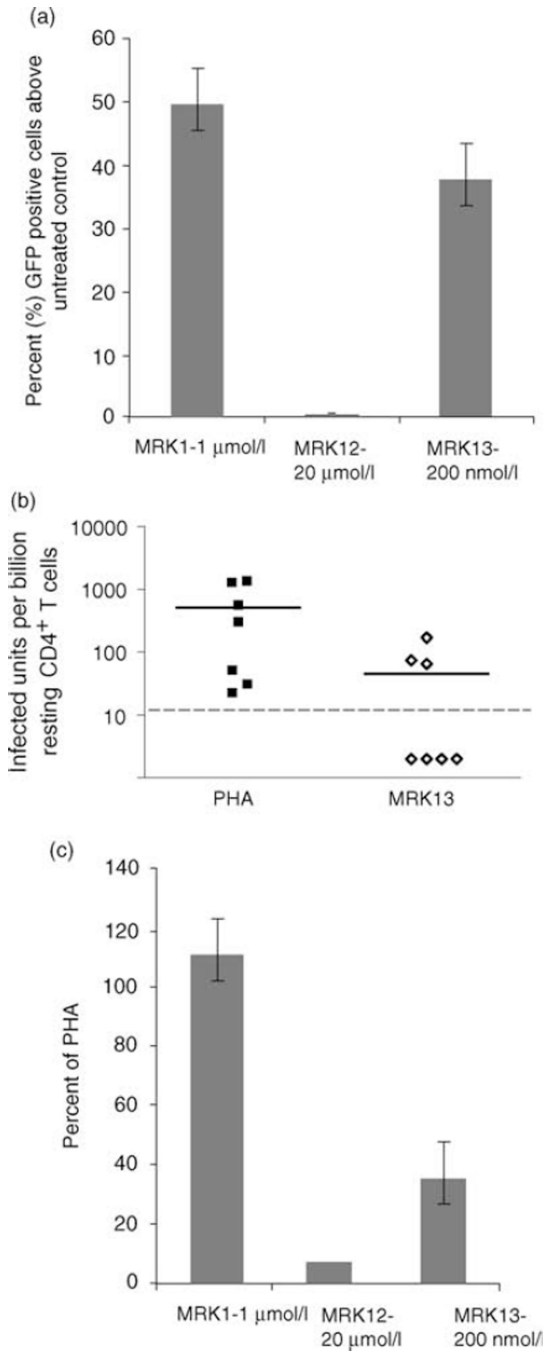 (a)
Percent (%) GFP positive cells above
untreated control
60
50
40
30
20
10
0
MRK1-1 μmol/l
MRK12-
20 μmol/l
MRK13-
200 nmol/l
(b)
Infected units per billion
resting CD4+ T cells
10000
1000
100
10
PHA
MRK13
(c)
Percent of PHA
140
120
100
80
60
40
20
0
MRK1-1 μmol/l
MRK12-
20 μmol/l
MRK13-
200 nmol/l